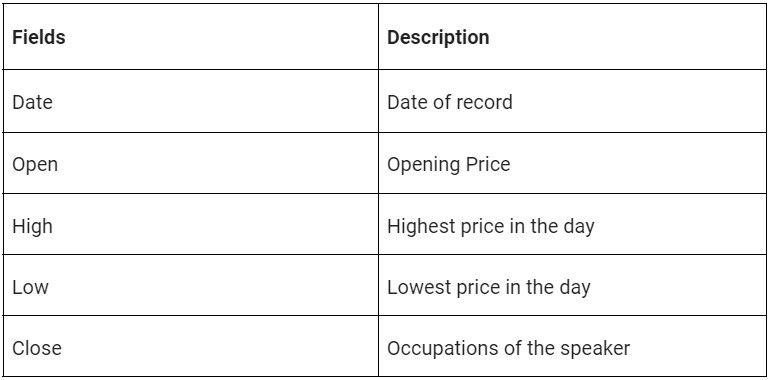 Fields Description
Date Date of record
Open Opening Price
High Highest price in the day
Low Lowest price in the day
Close Occupations of the speaker